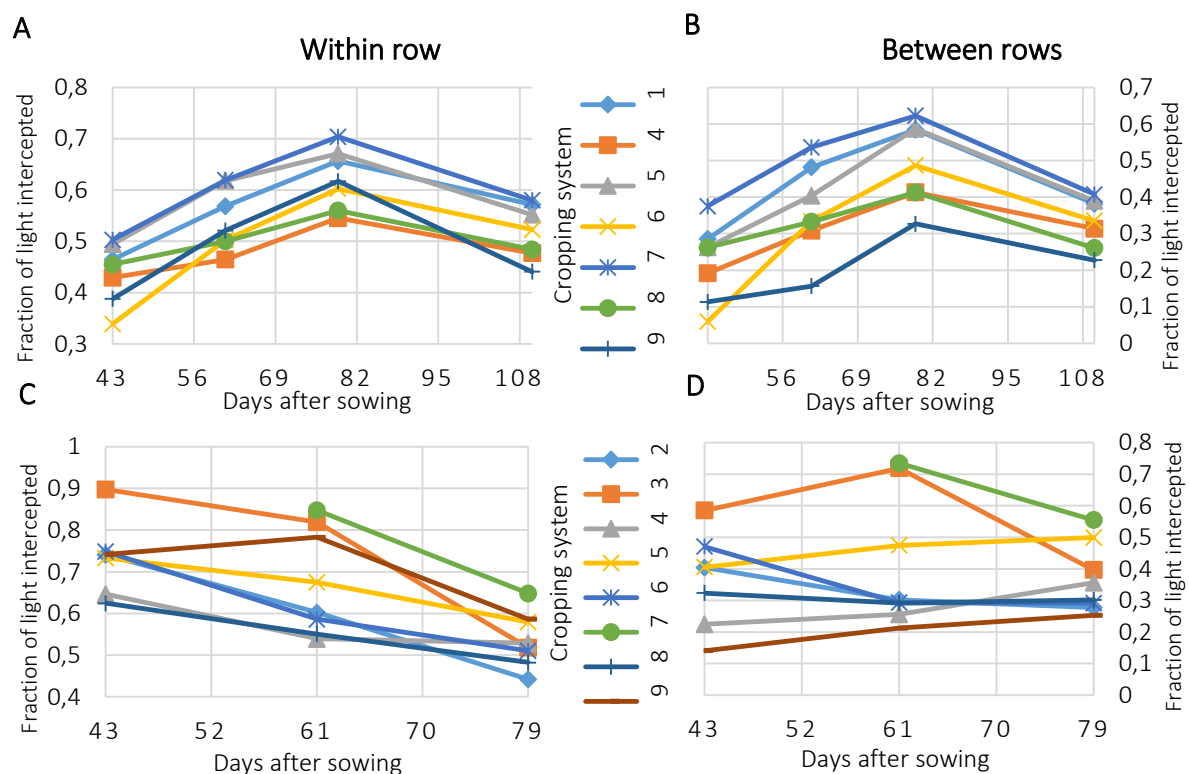 A
Within row
Fraction of light intercepted
0,8
0,7
0,6
0,5
0,4
0,3
43 56 69 82 95 108
Days after sowing
Cropping system
1
4
5
6
7
8
9
B
Between rows
0,7
0,6
0,5
0,4
0,3
0,2
0,1
0
Fraction of light intercepted
56 69 82 95 108
Days after sowing
C
Fraction of light intercepted
1
0,9
0,8
0,7
0,6
0,5
0,4
43 52 61 70 79
Days after sowing
Cropping system
2
3
4
5
6
7
8
9
D
0,8
0,7
0,6
0,5
0,4
0,3
0,2
0,1
0
Fraction of light intercepted
43 52 61 70 79
Days after sowing